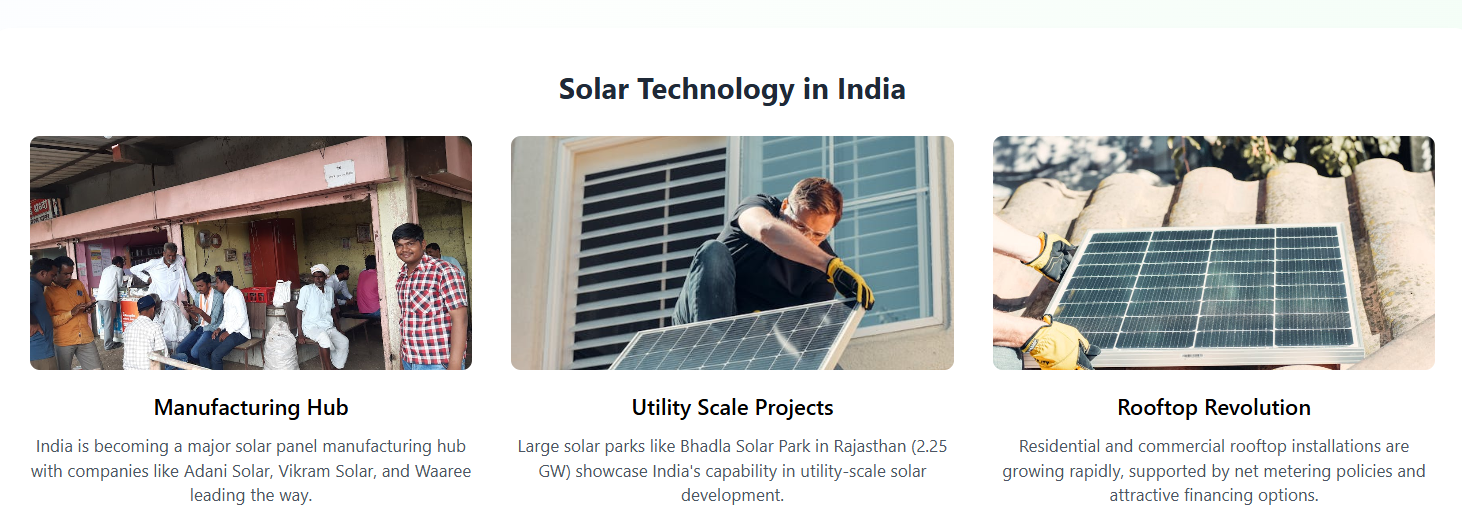 Solar Technology in India
Manufacturing Hub
India is becoming a major solar panel manufacturing hub
with companies like Adani Solar, Vikram Solar, and Waaree
leading the way.
Utility Scale Projects
Large solar parks like Bhadla Solar Park in Rajasthan (2.25
GW) showcase India's capability in utility-scale solar
development.
Rooftop Revolution
Residential and commercial rooftop installations are
growing rapidly, supported by net metering policies and
attractive financing options.